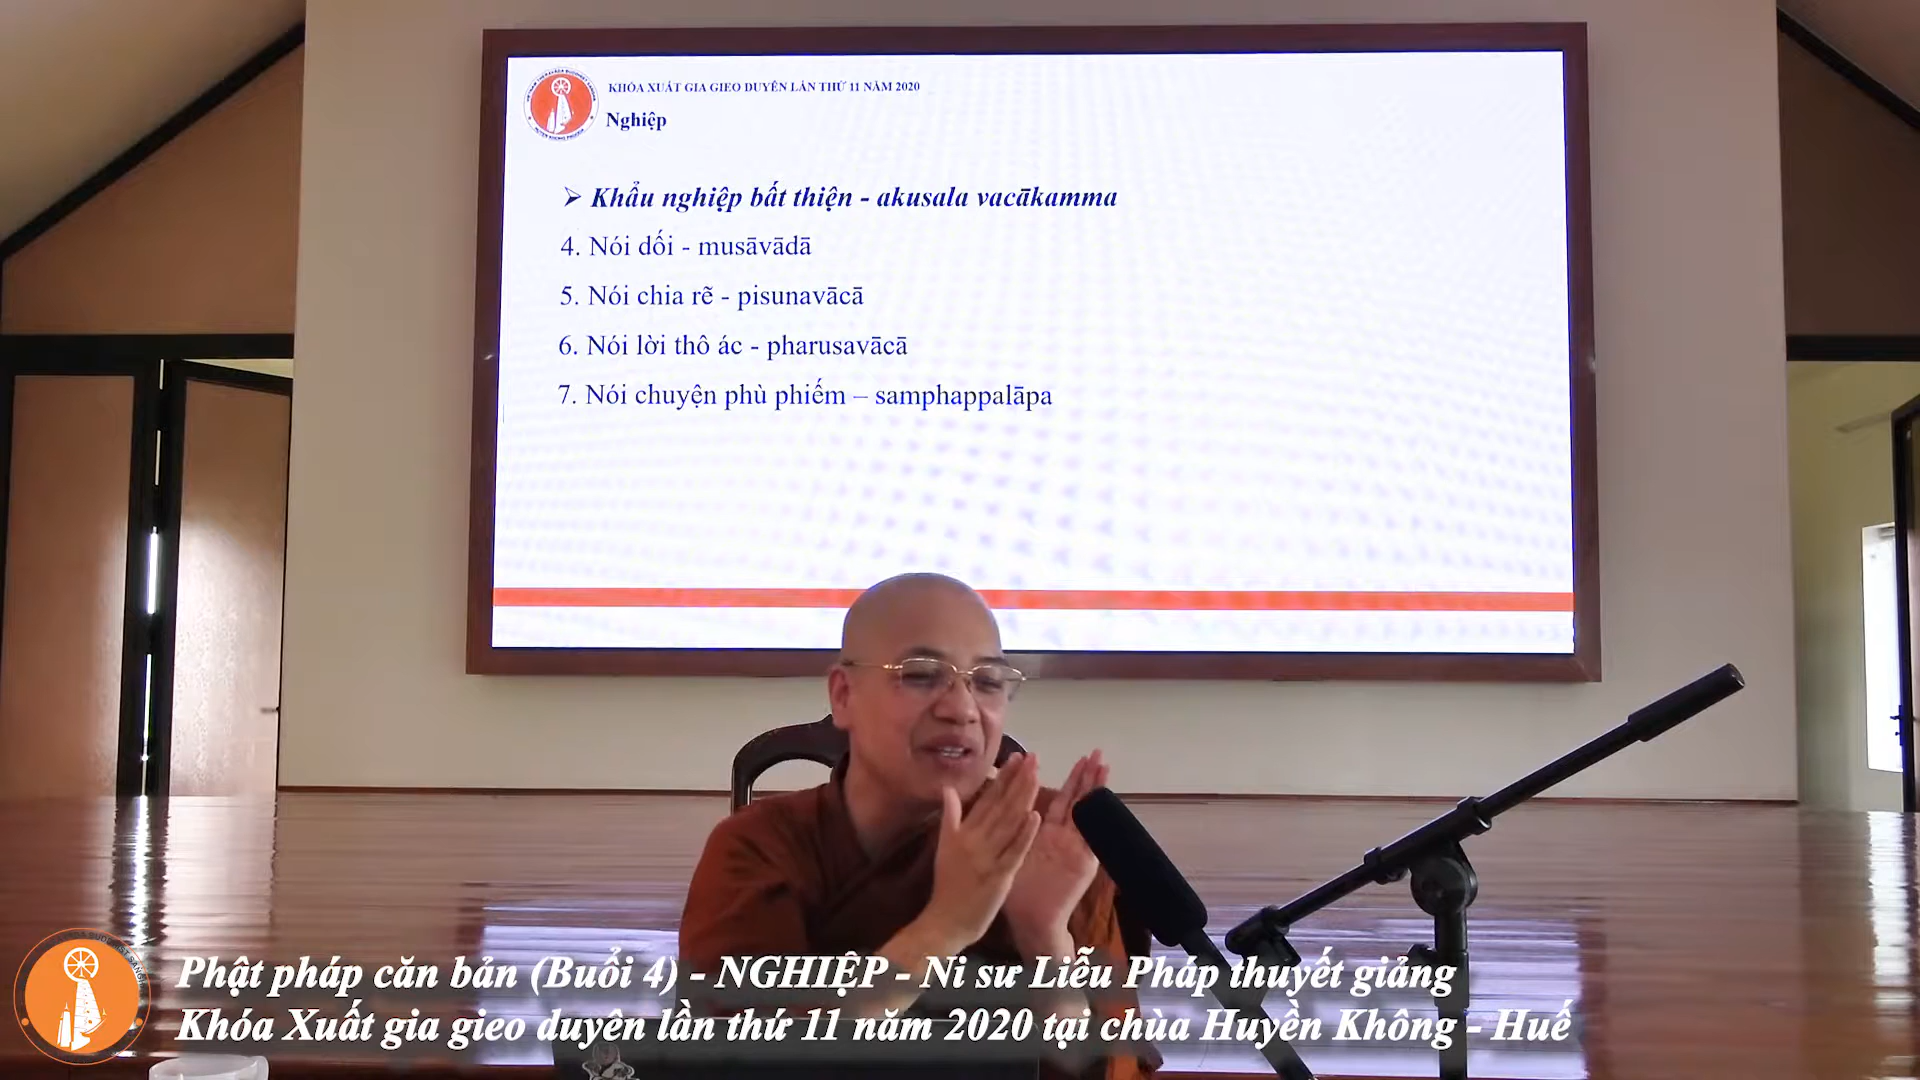 KHÓA XUẤT GIA GIEO DUYÊN LẦN THỨ 11 NĂM 2020
Nghiệp
➢ Khẩu nghiệp bất thiện - akusala vacākamma
4. Nói dối - musāvādā
5. Nói chia rẽ - pisunavācā
6. Nói lời thô ác - pharusavācā
7. Nói chuyện phù phiếm – samphappalāpa
Phật pháp căn bản (Buổi 4) - NGHIỆP - Ni sư Liễu Pháp thuyết giảng
Khóa Xuất gia gieo duyên lần thứ 11 năm 2020 tại chùa Huyền Không - Huế